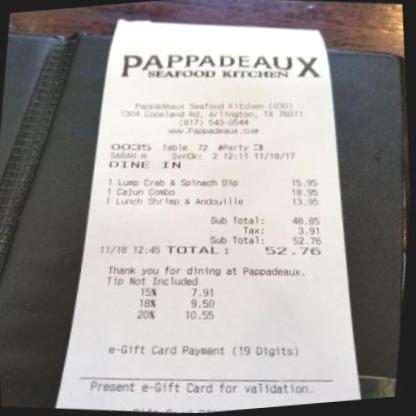 PAPPADEAUX
SEAFOOD KITCHEN
Pappadeaux Seafood Kitchen (030)
1304 Copeland Rd, Arlington, TX 76011
(817) 543-0544
www.Pappadeaux.com
0035 Table 72 #Party 3
SARAH H SvrCk: 2 12:11 11/18/17
DINE IN
1 Lump Crab & Spinach Dip 15.95
1 Cajun Combo 18.95
1 Lunch Shrimp & Andouille 13.95
Sub Total: 48.85
Tax: 3.91
Sub Total: 52.76
11/18 12:45 TOTAL: 52.76
Thank you for dining at Pappadeaux.
Tip Not Included
15% 7.91
18% 9.50
20% 10.55
e-Gift Card Payment (19 Digits)
Present e-Gift Card for validation.